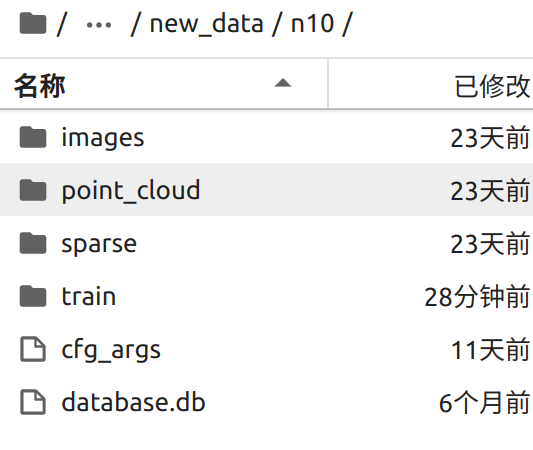 / ... / new_data / n10 /
名称 已修改
images 23天前
point_cloud 23天前
sparse 23天前
train 28分钟前
cfg_args 11天前
database.db 6个月前